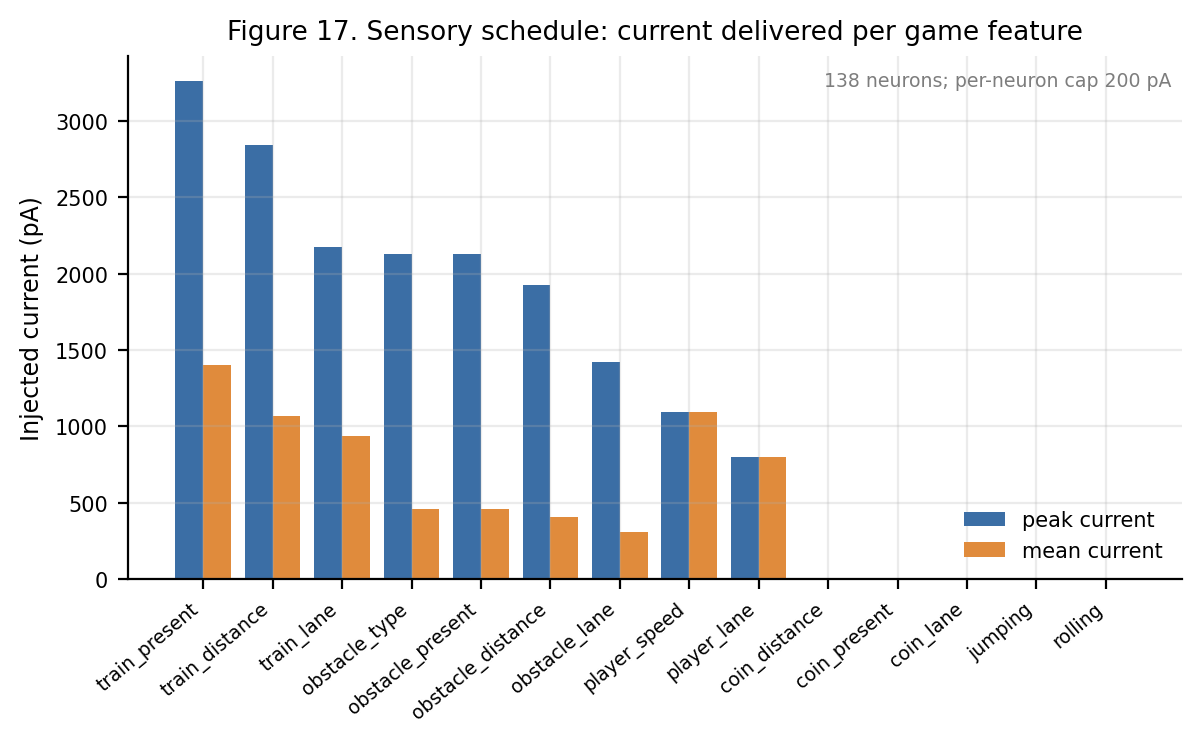 Figure 17. Sensory schedule: current delivered per game feature
138 neurons; per-neuron cap 200 pA
Injected current (pA)
3000
2500
2000
1500
1000
500
0
peak current
mean current
train_present
train_distance
train_lane
obstacle_type
obstacle_present
obstacle_distance
obstacle_lane
player_speed
player_lane
coin_distance
coin_present
coin_lane
jumping
rolling